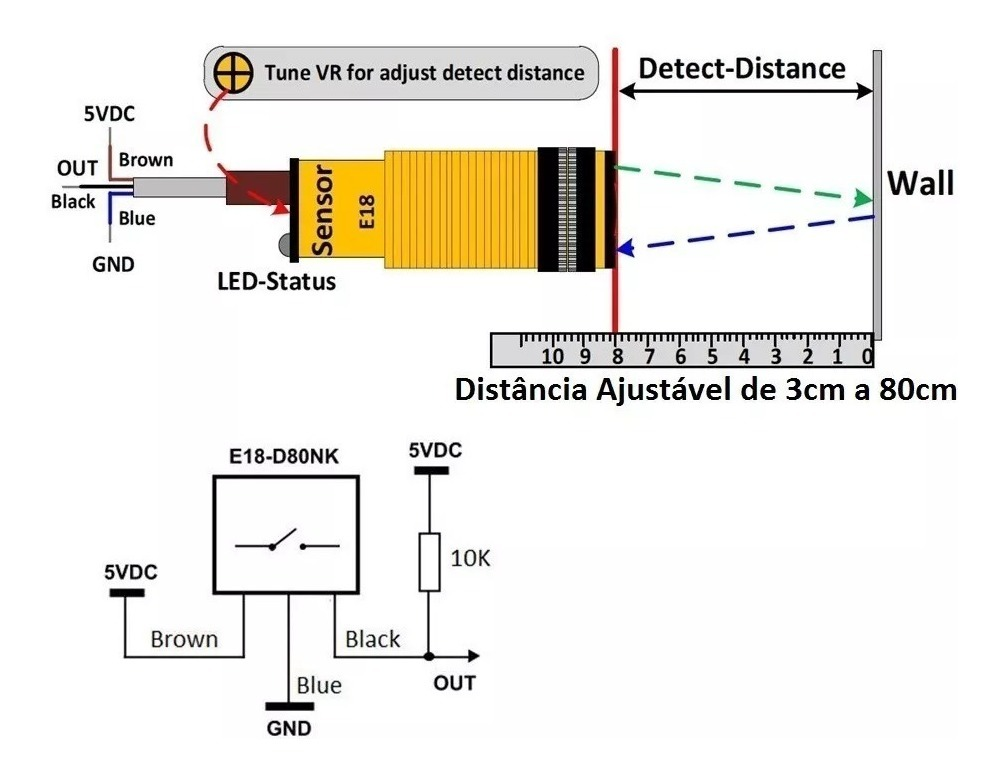 Tune VR for adjust detect distance
Detect-Distance
5VDC
OUT
Brown
Black
Blue
GND
Sensor
E18
LED-Status
Wall
10 9 8 7 6 5 4 3 2 1 0
Distância Ajustável de 3cm a 80cm
E18-D80NK
5VDC
10K
5VDC
Brown
Black
Blue
OUT
GND